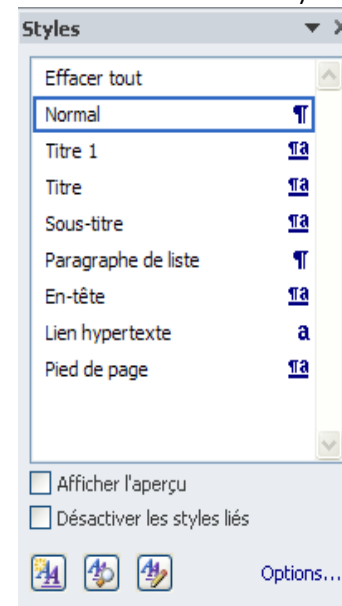 Styles
Effacer tout
Normal ¶
Titre 1 ¶a
Titre ¶a
Sous-titre ¶a
Paragraphe de liste ¶
En-tête ¶a
Lien hypertexte a
Pied de page ¶a
Afficher l'aperçu
Désactiver les styles liés
Options...